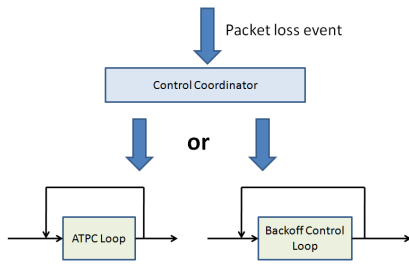 Packet loss event
Control Coordinator
or
ATPC Loop
Backoff Control
Loop